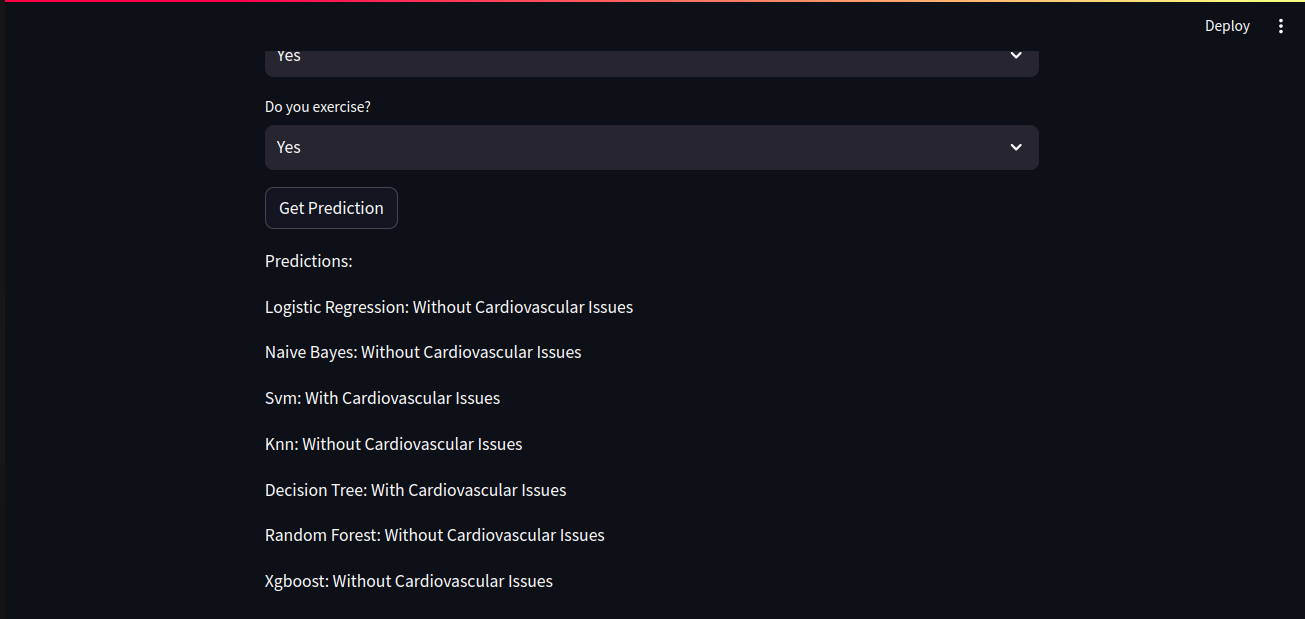 Deploy
Yes
Do you exercise?
Yes
Get Prediction
Predictions:
Logistic Regression: Without Cardiovascular Issues
Naive Bayes: Without Cardiovascular Issues
Svm: With Cardiovascular Issues
Knn: Without Cardiovascular Issues
Decision Tree: With Cardiovascular Issues
Random Forest: Without Cardiovascular Issues
Xgboost: Without Cardiovascular Issues